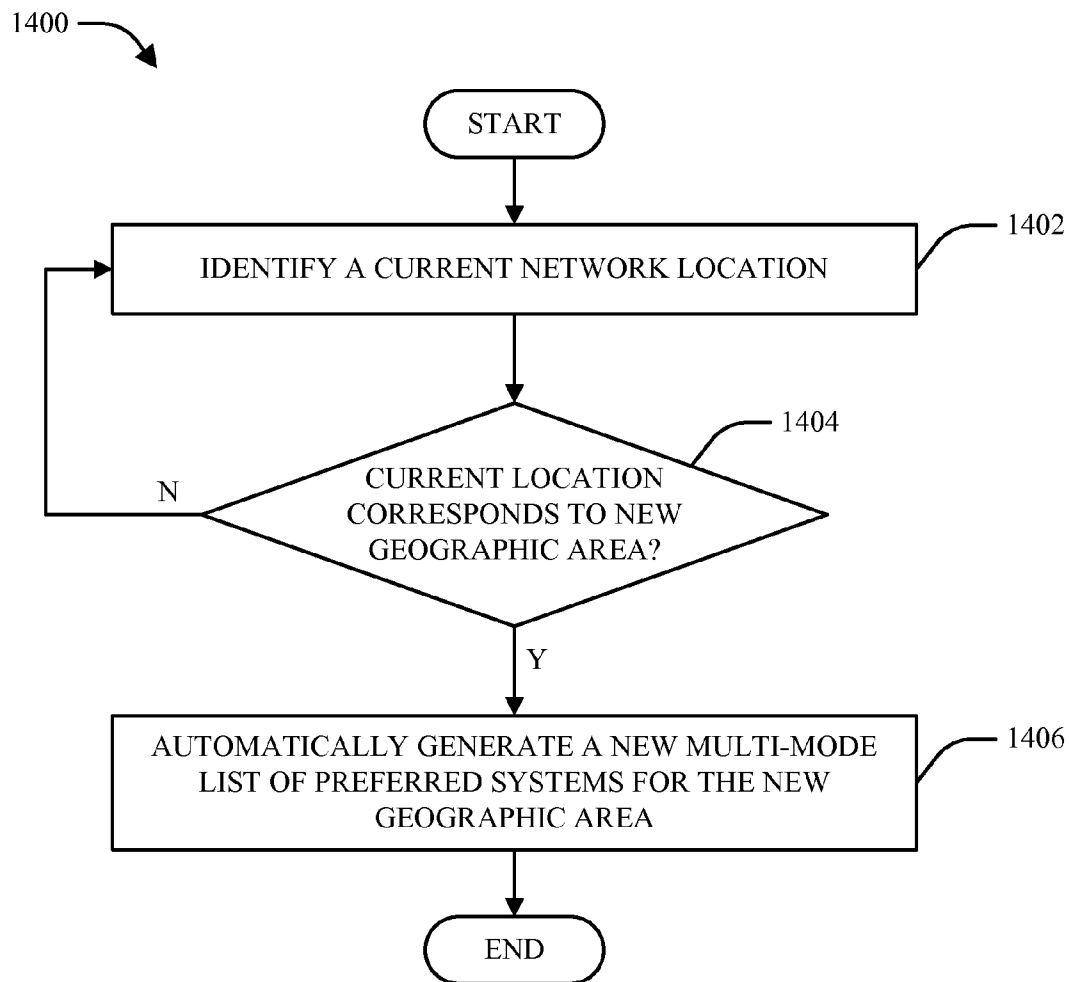 1400
START
1402
IDENTIFY A CURRENT NETWORK LOCATION
1404
CURRENT LOCATION
CORRESPONDS TO NEW
GEOGRAPHIC AREA?
N
Y
1406
AUTOMATICALLY GENERATE A NEW MULTI-MODE
LIST OF PREFERRED SYSTEMS FOR THE NEW
GEOGRAPHIC AREA
END